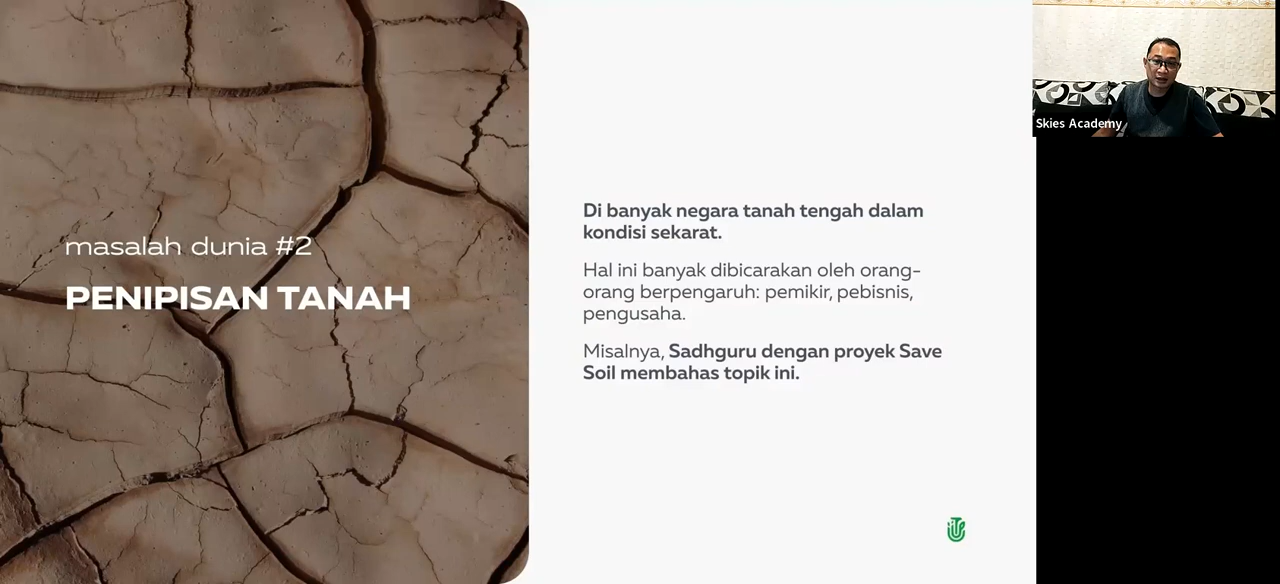 masalah dunia #2
PENIPISAN TANAH
Di banyak negara tanah tengah dalam
kondisi sekarat.
Hal ini banyak dibicarakan oleh orang-
orang berpengaruh: pemikir, pebisnis,
pengusaha.
Misalnya, Sadhguru dengan proyek Save
Soil membahas topik ini.
Skies Academy